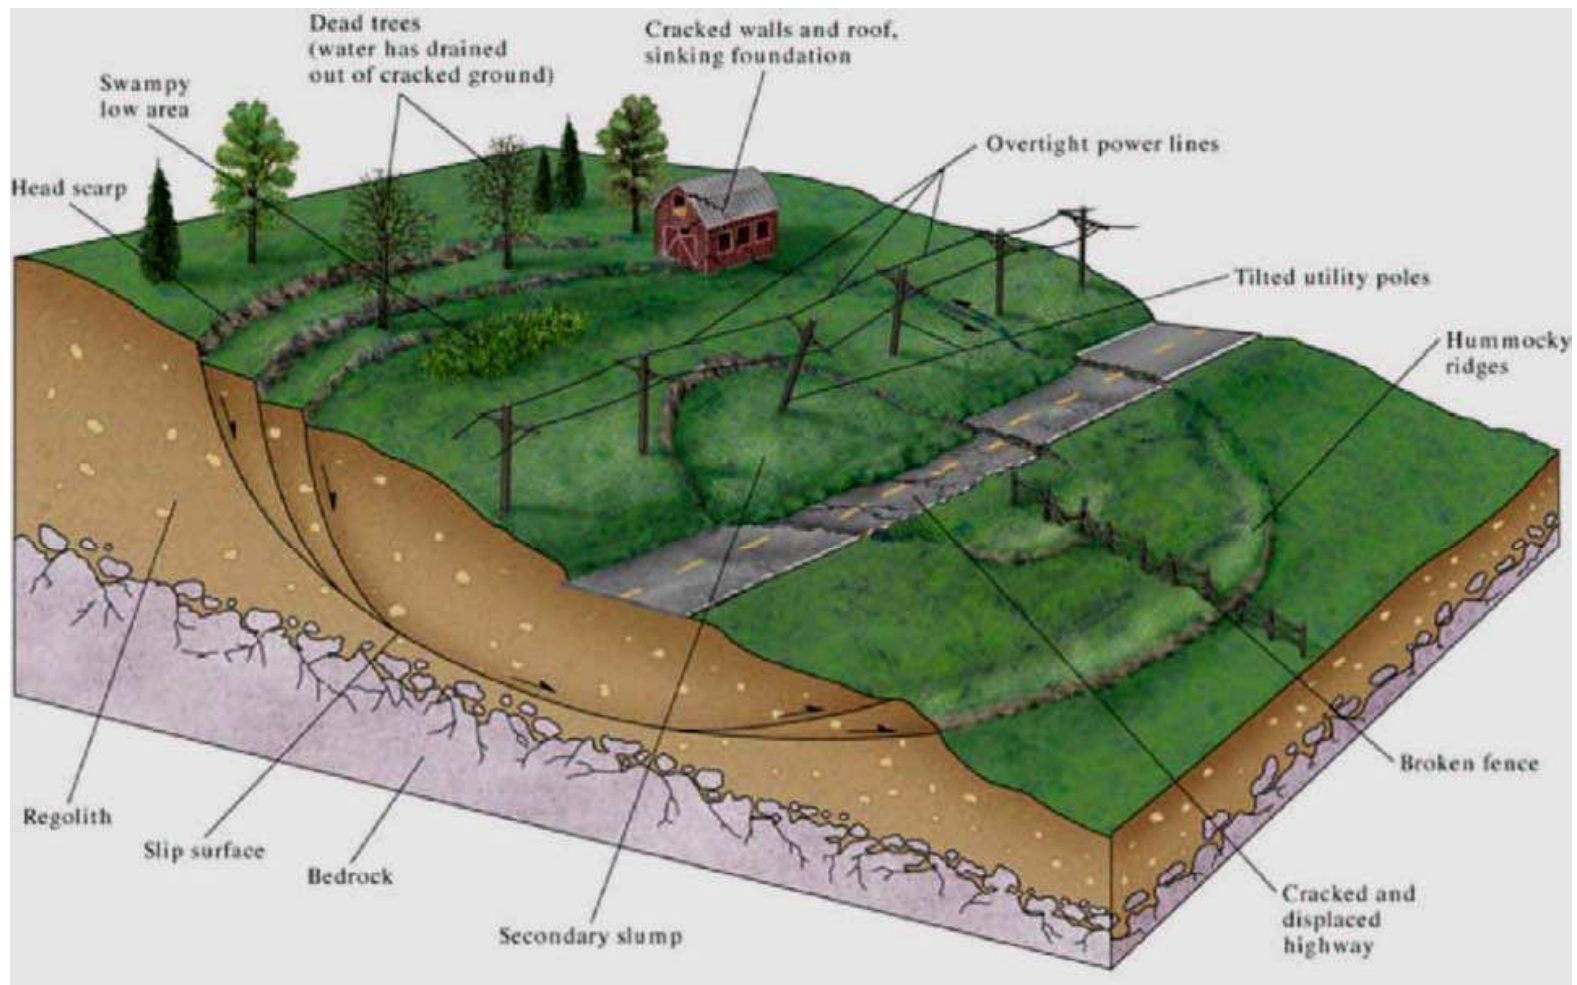 Dead trees
(water has drained
out of cracked ground)
Cracked walls and roof,
sinking foundation
Swampy
low area
Overtight power lines
Head scarp
Tilted utility poles
Hummocky
ridges
Broken fence
Regolith
Slip surface
Bedrock
Secondary slump
Cracked and
displaced
highway